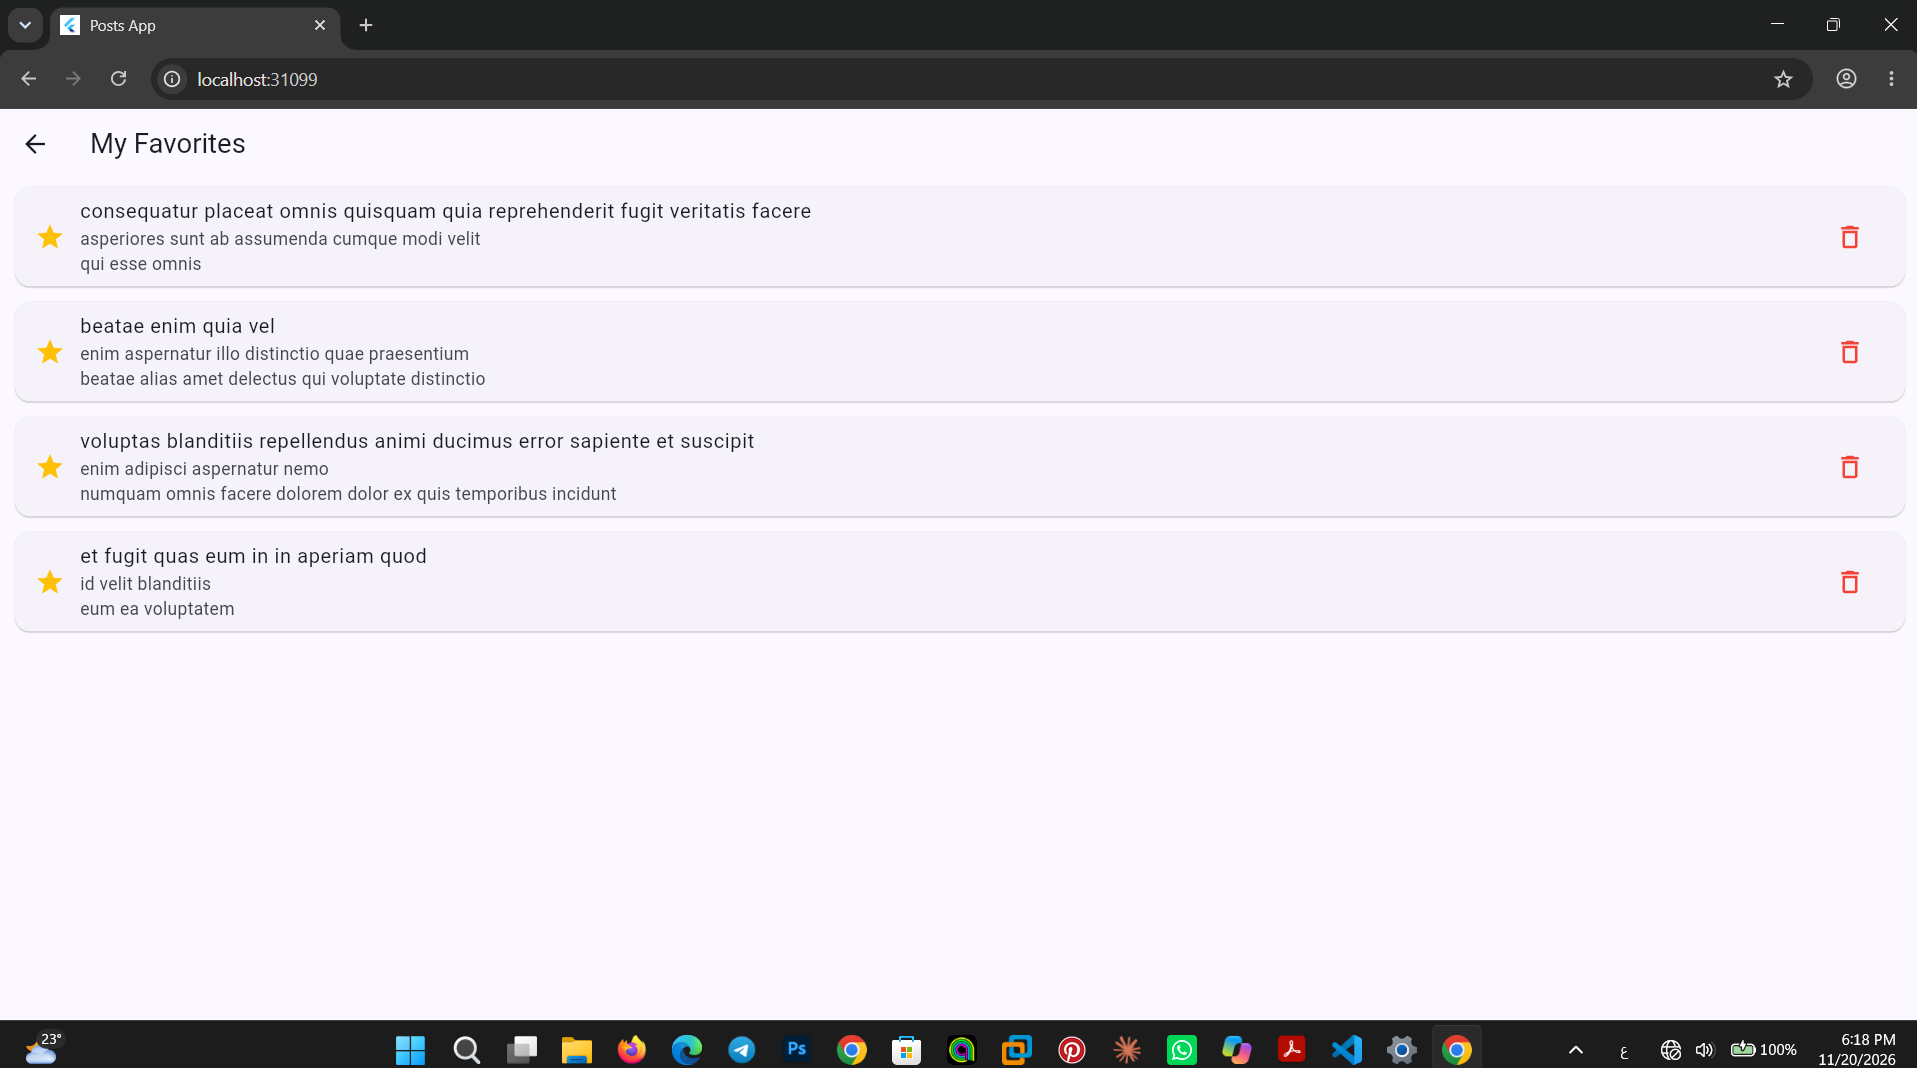 Posts App
localhost:31099
My Favorites
consequatur placeat omnis quisquam quia reprehenderit fugit veritatis facere
asperiores sunt ab assumenda cumque modi velit
qui esse omnis
beatae enim quia vel
enim aspernatur illo distinctio quae praesentium
beatae alias amet delectus qui voluptate distinctio
voluptas blanditiis repellendus animi ducimus error sapiente et suscipit
enim adipisci aspernatur nemo
numquam omnis facere dolorem dolor ex quis temporibus incidunt
et fugit quas eum in in aperiam quod
id velit blanditiis
eum ea voluptatem
23°
Ps
ع
100%
6:18 PM
11/20/2026